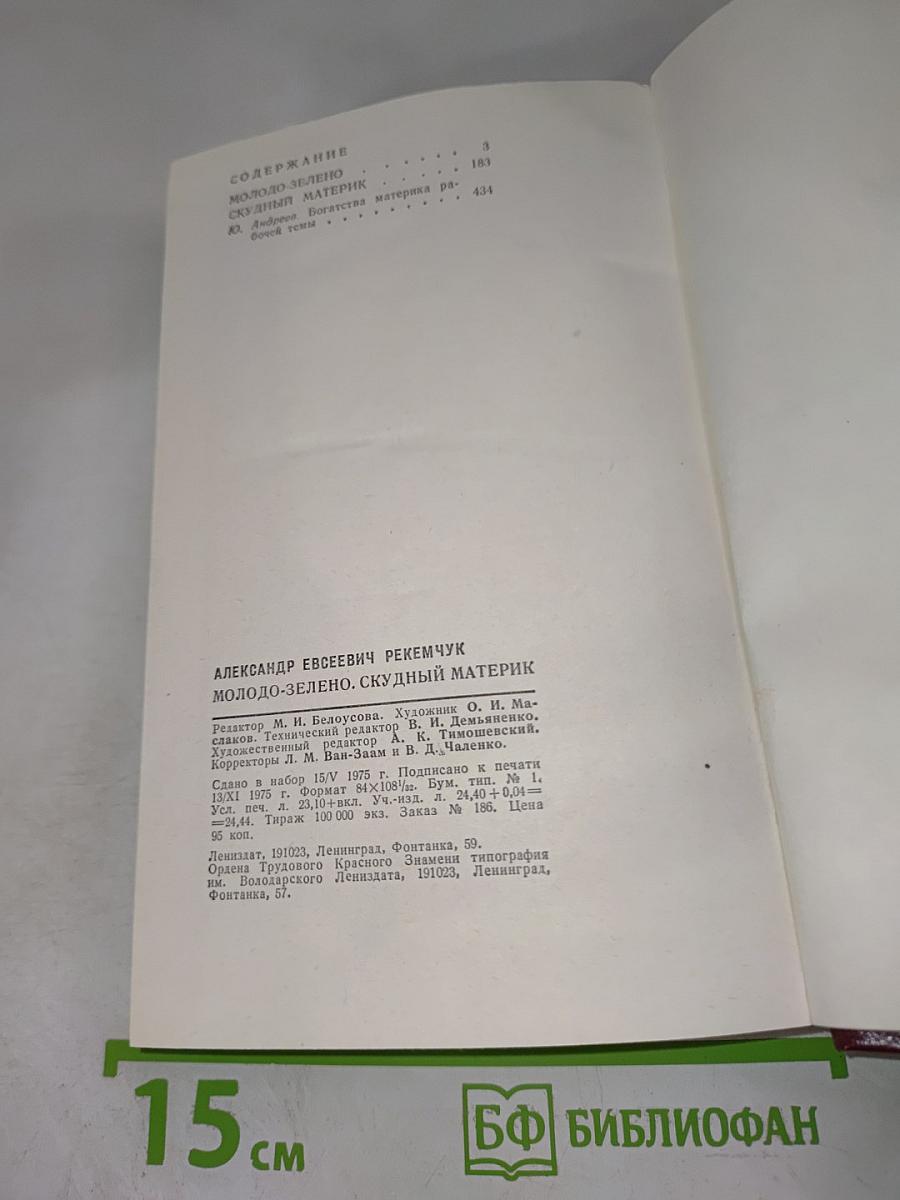 СОДЕРЖАНИЕ
МОЛОДО-ЗЕЛЕНО . . . . . . 3
СКУДНЫЙ МАТЕРИК . . . . . 183
Ю. Андреев. Богатства материка ра-
бочей темы . . . . . . . . . 434
АЛЕКСАНДР ЕВСЕЕВИЧ РЕКЕМЧУК
МОЛОДО-ЗЕЛЕНО. СКУДНЫЙ МАТЕРИК
Редактор М. И. Белоусова. Художник О. И. Ма-
слаков. Технический редактор В. И. Демьяненко.
Художественный редактор А. К. Тимошевский.
Корректоры Л. М. Ван-Заам и В. Д. Чаленко.
Сдано в набор 15/V 1975 г. Подписано к печати
13/XI 1975 г. Формат 84×108¹/₃₂. Бум. тип. № 1.
Усл. печ. л. 23,10+вкл. Уч.-изд. л. 24,40+0,04=
=24,44. Тираж 100 000 экз. Заказ № 186. Цена
95 коп.
Лениздат, 191023, Ленинград, Фонтанка, 59.
Ордена Трудового Красного Знамени типография
им. Володарского Лениздата, 191023, Ленинград,
Фонтанка, 57.
15 см
БФ БИБЛИОФАН